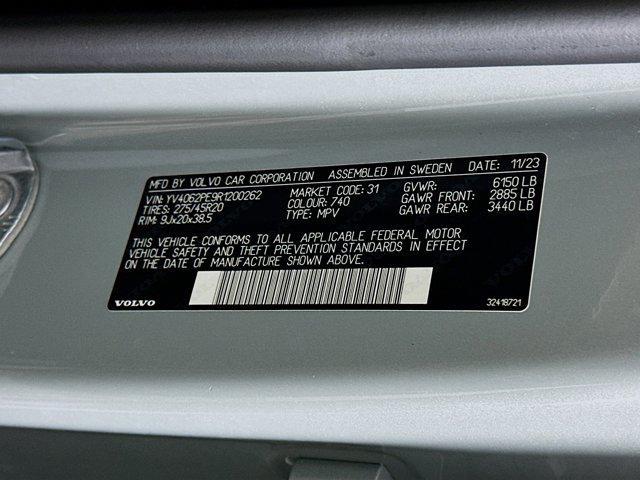 MFD BY VOLVO CAR CORPORATION ASSEMBLED IN SWEDEN DATE: 11/23
VIN: YV4062PE9R1200262 MARKET CODE: 31 GVWR: 6150 LB
TIRES: 275/45R20 COLOUR: 740 GAWR FRONT: 2885 LB
RIM: 9Jx20x38.5 TYPE: MPV GAWR REAR: 3440 LB
THIS VEHICLE CONFORMS TO ALL APPLICABLE FEDERAL MOTOR
VEHICLE SAFETY AND THEFT PREVENTION STANDARDS IN EFFECT
ON THE DATE OF MANUFACTURE SHOWN ABOVE.
VOLVO 32418721